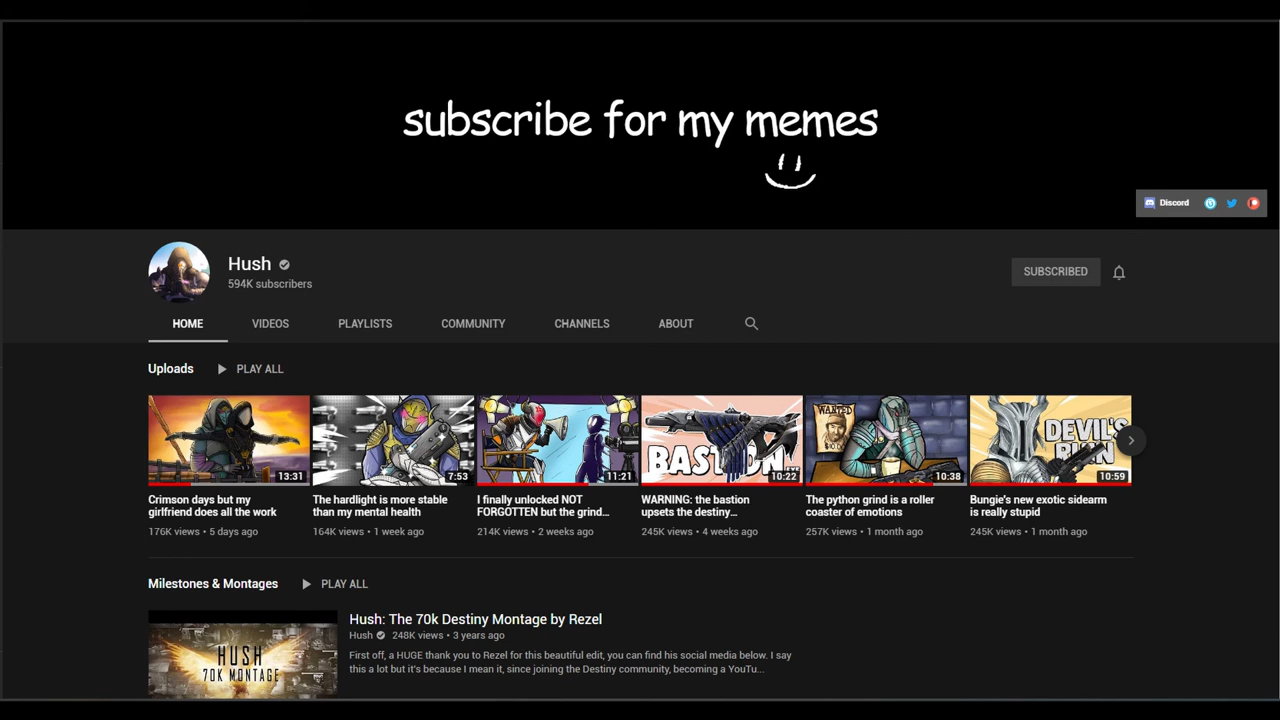 subscribe for my memes
Discord
Hush
594K subscribers
SUBSCRIBED
HOME VIDEOS PLAYLISTS COMMUNITY CHANNELS ABOUT
Uploads PLAY ALL
WANTED
BASTION
DEVIL'S
RUIN
13:31 7:53 11:21 10:22 10:38 10:59
Crimson days but my
girlfriend does all the work
176K views • 5 days ago
The hardlight is more stable
than my mental health
164K views • 1 week ago
I finally unlocked NOT
FORGOTTEN but the grind...
214K views • 2 weeks ago
WARNING: the bastion
upsets the destiny...
245K views • 4 weeks ago
The python grind is a roller
coaster of emotions
257K views • 1 month ago
Bungie's new exotic sidearm
is really stupid
245K views • 1 month ago
Milestones & Montages PLAY ALL
HUSH
70K MONTAGE
Hush: The 70k Destiny Montage by Rezel
Hush 248K views • 3 years ago
First off, a HUGE thank you to Rezel for this beautiful edit, you can find his social media below. I say
this a lot but it's because I mean it, since joining the Destiny community, becoming a YouTu...